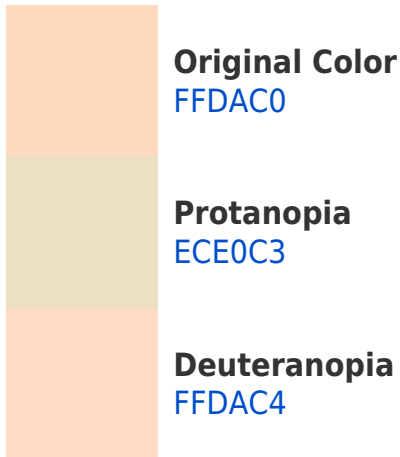 Original Color
FFDAC0
Protanopia
ECE0C3
Deuteranopia
FFDAC4